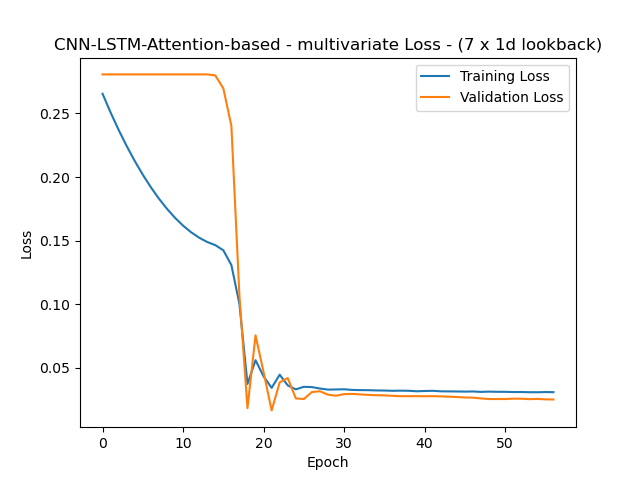 CNN-LSTM-Attention-based - multivariate Loss - (7 x 1d lookback)
Training Loss
Validation Loss
0.25
0.20
0.15
0.10
0.05
Loss
0
10
20
30
40
50
Epoch